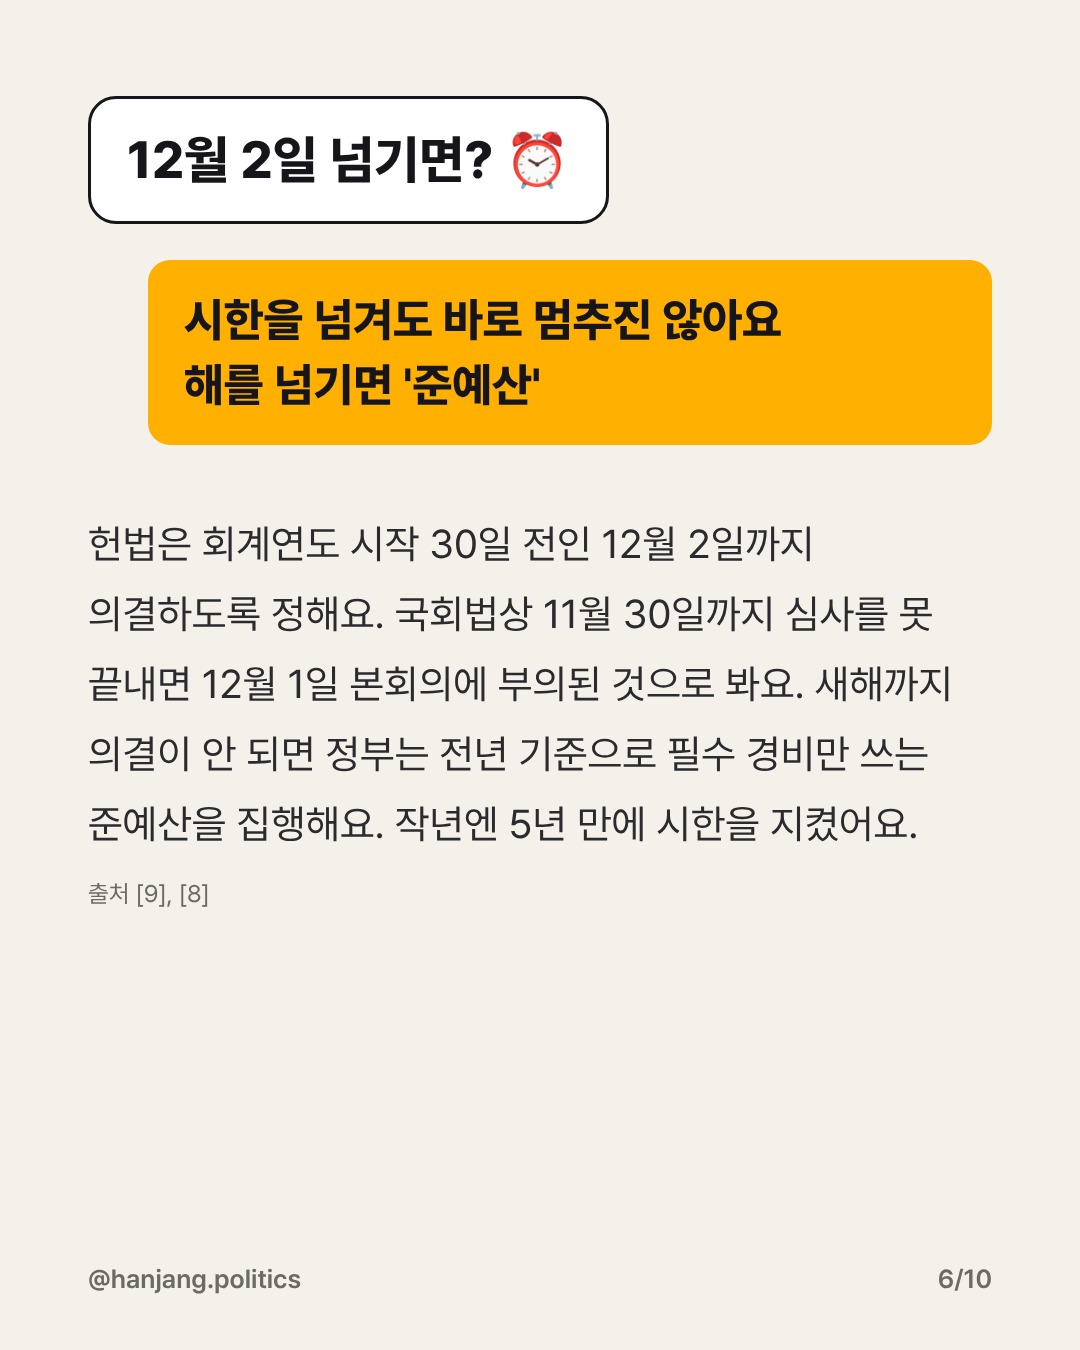 12월 2일 넘기면? ⏰
시한을 넘겨도 바로 멈추진 않아요
해를 넘기면 '준예산'
헌법은 회계연도 시작 30일 전인 12월 2일까지
의결하도록 정해요. 국회법상 11월 30일까지 심사를 못
끝내면 12월 1일 본회의에 부의된 것으로 봐요. 새해까지
의결이 안 되면 정부는 전년 기준으로 필수 경비만 쓰는
준예산을 집행해요. 작년엔 5년 만에 시한을 지켰어요.
출처 [9], [8]
@hanjang.politics
6/10